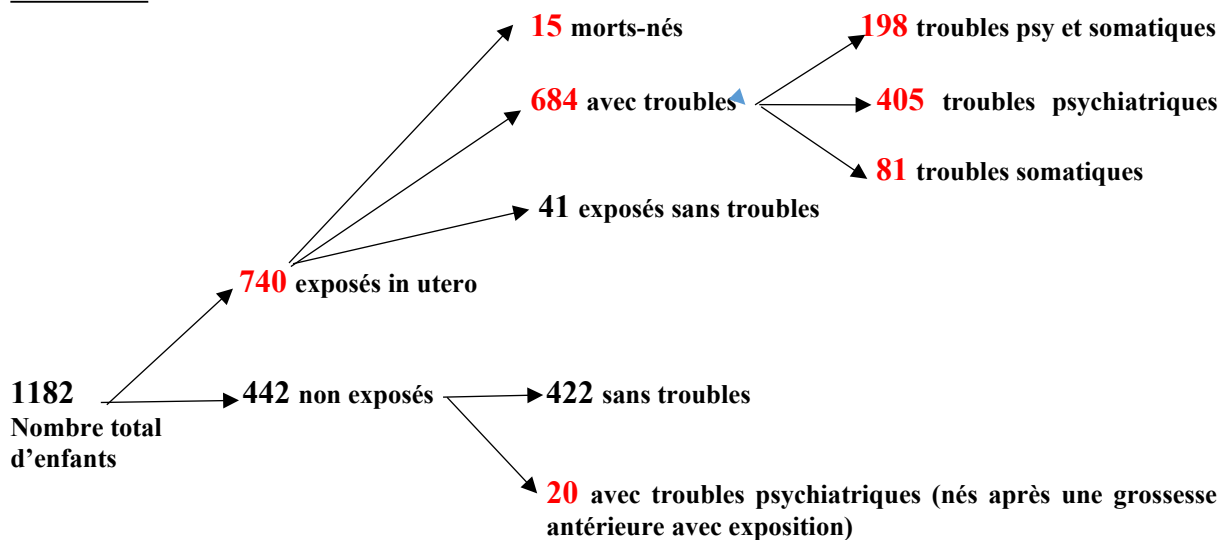 15 morts-nés
198 troubles psy et somatiques
684 avec troubles
405 troubles psychiatriques
81 troubles somatiques
41 exposés sans troubles
740 exposés in utero
1182
442 non exposés
422 sans troubles
Nombre total
d'enfants
20 avec troubles psychiatriques (nés après une grossesse
antérieure avec exposition)